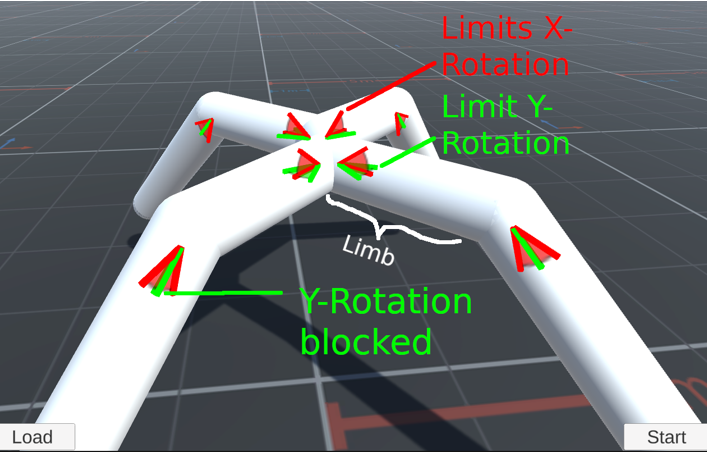 Limits X-
Rotation
Limit Y-
Rotation
Limb
Y-Rotation
blocked
Load
Start